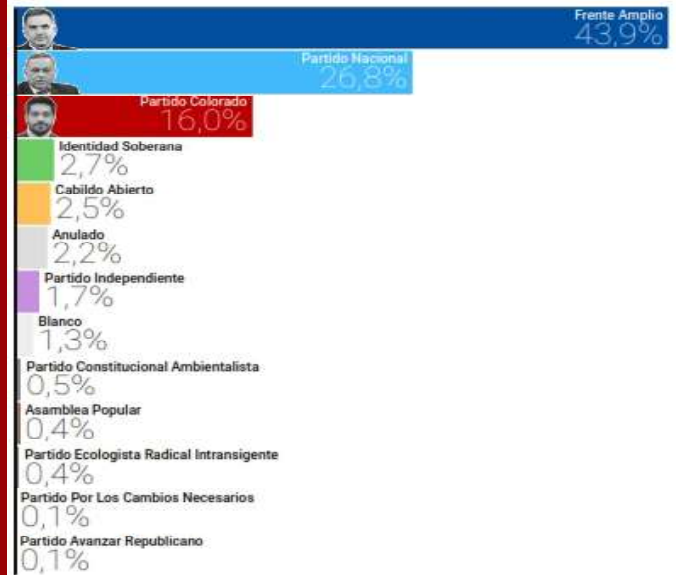 Frente Amplio
43,9%
Partido Nacional
26,8%
Partido Colorado
16,0%
Identidad Soberana
2,7%
Cabildo Abierto
2,5%
Anulado
2,2%
Partido Independiente
1,7%
Blanco
1,3%
Partido Constitucional Ambientalista
0,5%
Asamblea Popular
0,4%
Partido Ecologista Radical Intransigente
0,4%
Partido Por Los Cambios Necesarios
0,1%
Partido Avanzar Republicano
0,1%